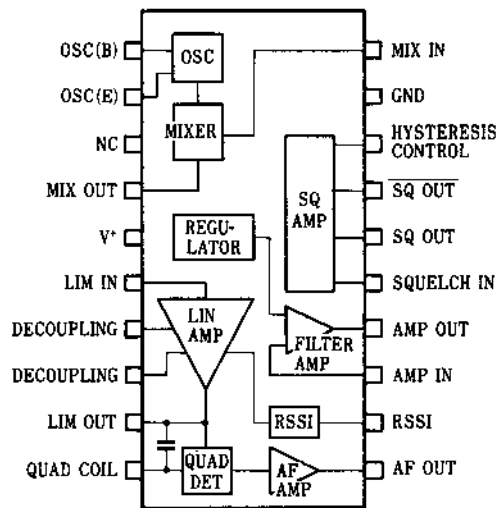 OSC(B)
OSC(E)
NC
MIX OUT
V⁺
LIM IN
DECOUPLING
DECOUPLING
LIM OUT
QUAD COIL
OSC
MIXER
REGU-
LATOR
LIN
AMP
QUAD
DET
SQ
AMP
FILTER
AMP
RSSI
AF
AMP
MIX IN
GND
HYSTERESIS
CONTROL
S̅Q̅ ̅O̅U̅T̅
SQ OUT
SQUELCH IN
AMP OUT
AMP IN
RSSI
AF OUT